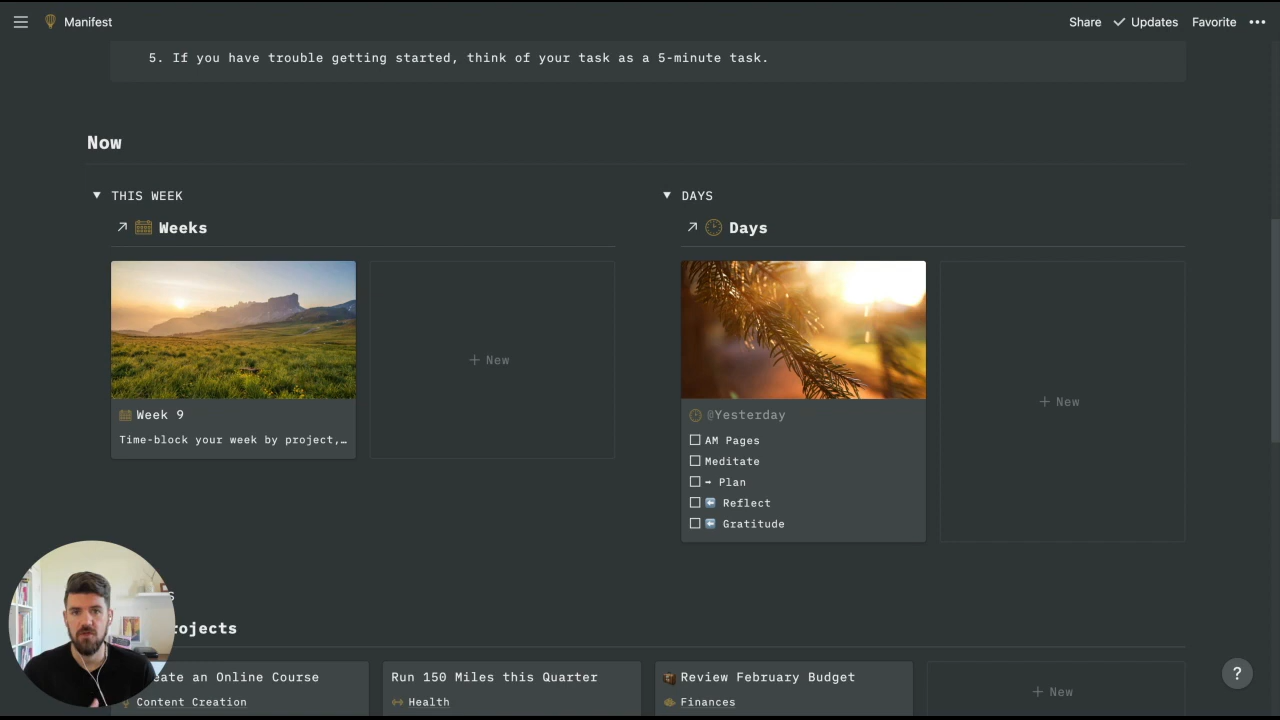 Manifest
Share
Updates
Favorite
5. If you have trouble getting started, think of your task as a 5-minute task.
Now
THIS WEEK
Weeks
Week 9
Time-block your week by project,…
+ New
DAYS
Days
@Yesterday
AM Pages
Meditate
Plan
Reflect
Gratitude
+ New
Create an Online Course
Content Creation
Run 150 Miles this Quarter
Health
Review February Budget
Finances
+ New
?